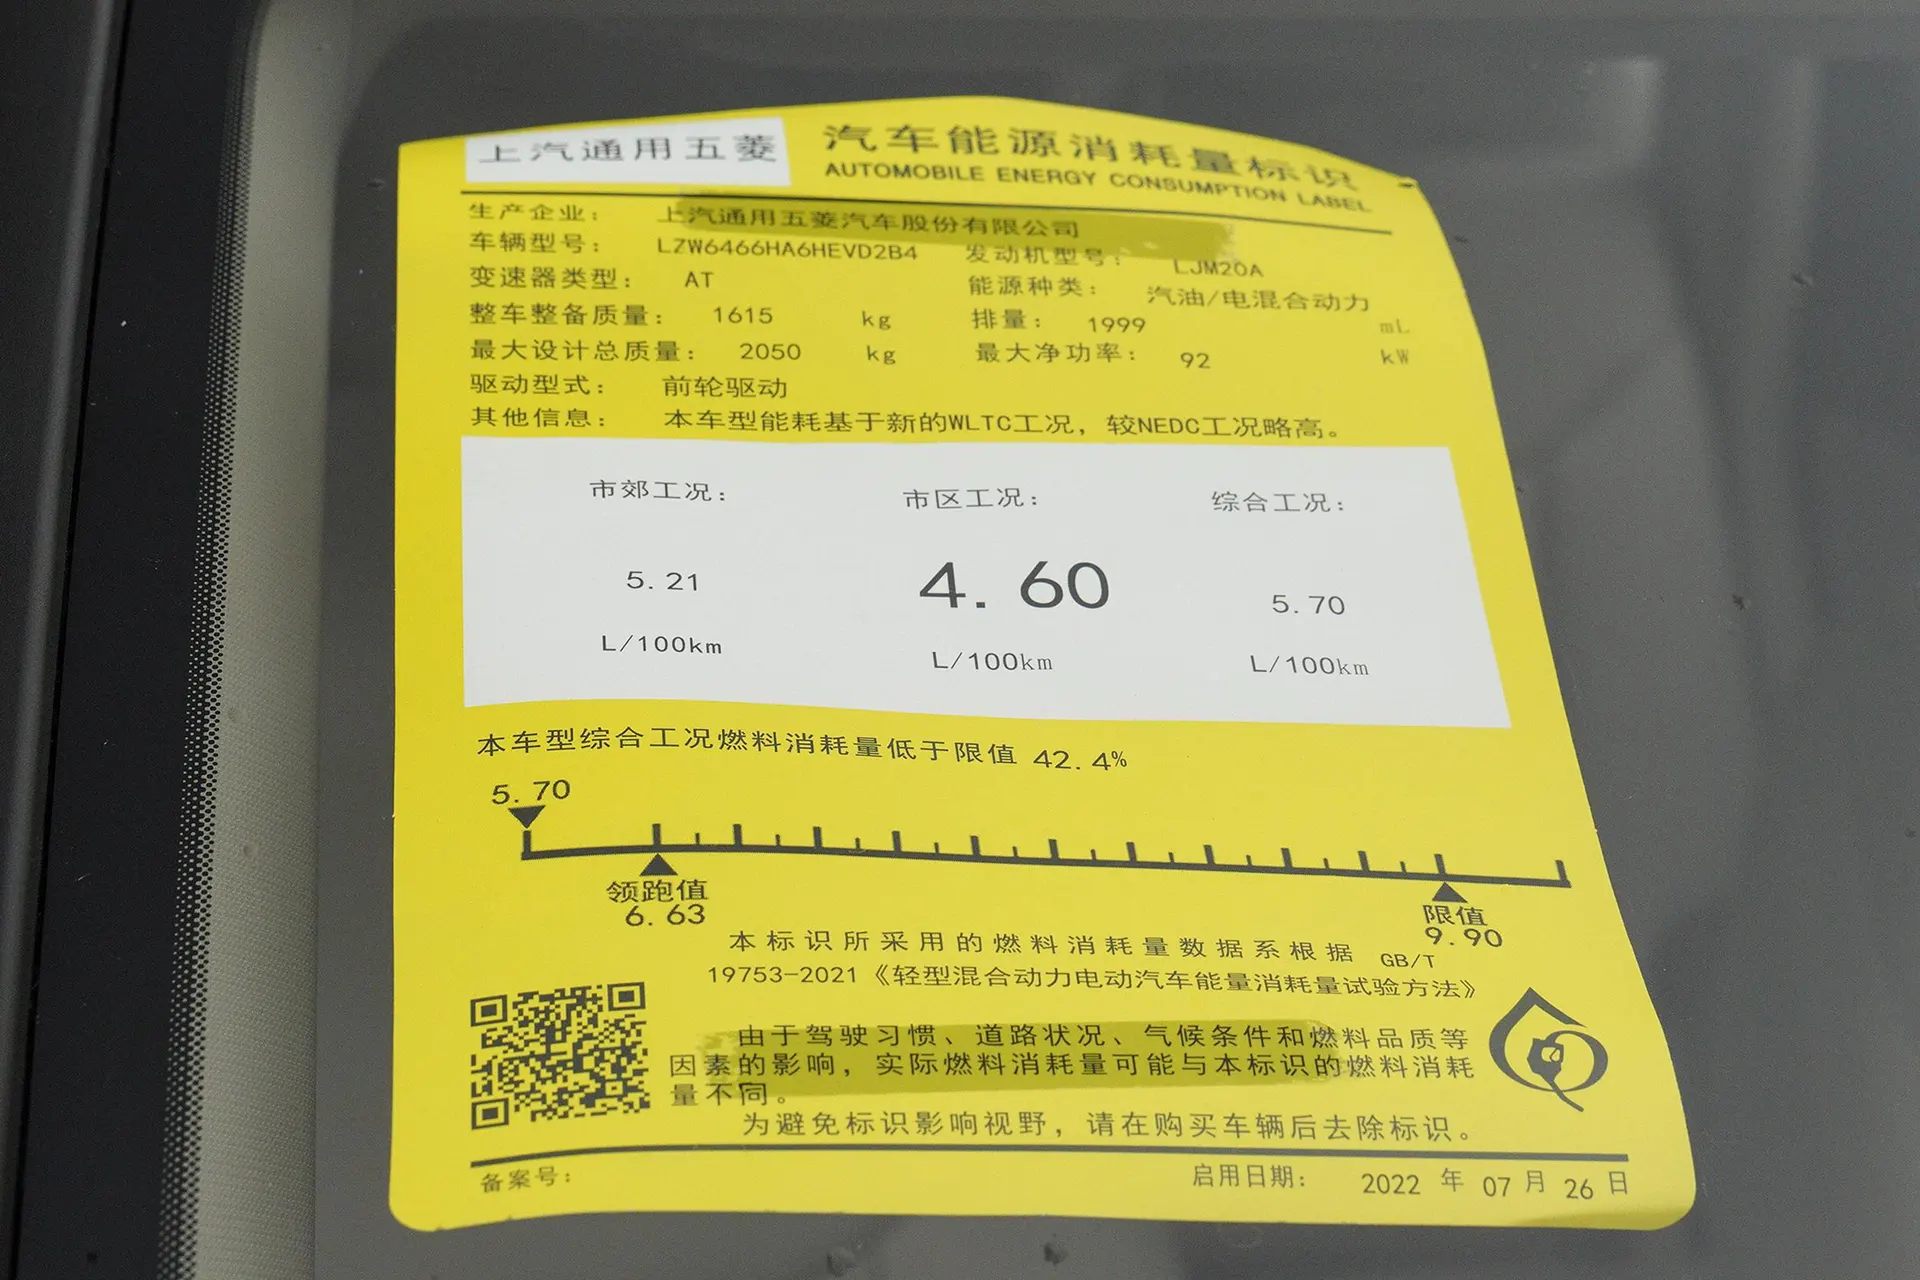 上汽通用五菱 汽车能源消耗量标识
AUTOMOBILE ENERGY CONSUMPTION LABEL
生产企业： 上汽通用五菱汽车股份有限公司
车辆型号： LZW6466HA6HEVD2B4 发动机型号： LJM20A
变速器类型： AT 能源种类： 汽油/电混合动力
整车整备质量： 1615 kg 排量： 1999 mL
最大设计总质量： 2050 kg 最大净功率： 92 kW
驱动型式： 前轮驱动
其他信息： 本车型能耗基于新的WLTC工况，较NEDC工况略高。
市郊工况： 市区工况： 综合工况：
5.21 4.60 5.70
L/100km L/100km L/100km
本车型综合工况燃料消耗量低于限值 42.4%
5.70
领跑值 限值
6.63 9.90
本标识所采用的燃料消耗量数据系根据 GB/T
19753-2021《轻型混合动力电动汽车能量消耗量试验方法》
由于驾驶习惯、道路状况、气候条件和燃料品质等
因素的影响，实际燃料消耗量可能与本标识的燃料消耗
量不同。
为避免标识影响视野，请在购买车辆后去除标识。
备案号： 启用日期： 2022 年 07 月 26 日